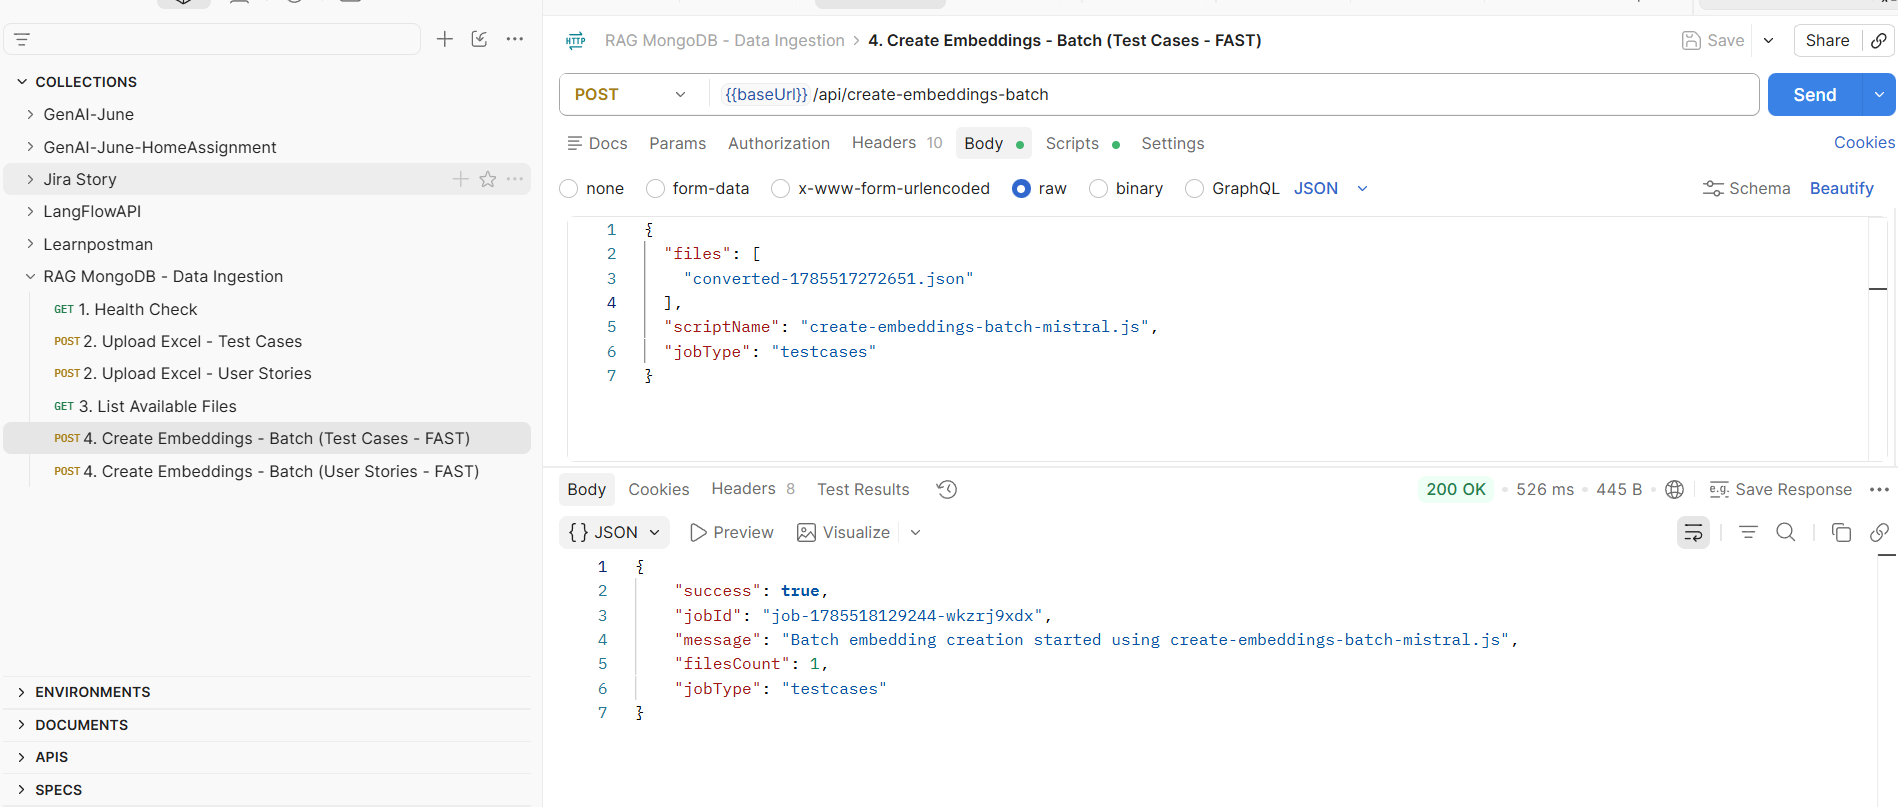 COLLECTIONS
GenAI-June
GenAI-June-HomeAssignment
Jira Story
LangFlowAPI
Learnpostman
RAG MongoDB - Data Ingestion
GET 1. Health Check
POST 2. Upload Excel - Test Cases
POST 2. Upload Excel - User Stories
GET 3. List Available Files
POST 4. Create Embeddings - Batch (Test Cases - FAST)
POST 4. Create Embeddings - Batch (User Stories - FAST)
ENVIRONMENTS
DOCUMENTS
APIS
SPECS
HTTP RAG MongoDB - Data Ingestion > 4. Create Embeddings - Batch (Test Cases - FAST) Save Share
POST {{baseUrl}} /api/create-embeddings-batch Send
Docs Params Authorization Headers 10 Body Scripts Settings Cookies
none form-data x-www-form-urlencoded raw binary GraphQL JSON Schema Beautify
1 {
2 "files": [
3 "converted-1785517272651.json"
4 ],
5 "scriptName": "create-embeddings-batch-mistral.js",
6 "jobType": "testcases"
7 }
Body Cookies Headers 8 Test Results 200 OK 526 ms 445 B e.g. Save Response
{} JSON Preview Visualize
1 {
2 "success": true,
3 "jobId": "job-1785518129244-wkzrj9xdx",
4 "message": "Batch embedding creation started using create-embeddings-batch-mistral.js",
5 "filesCount": 1,
6 "jobType": "testcases"
7 }